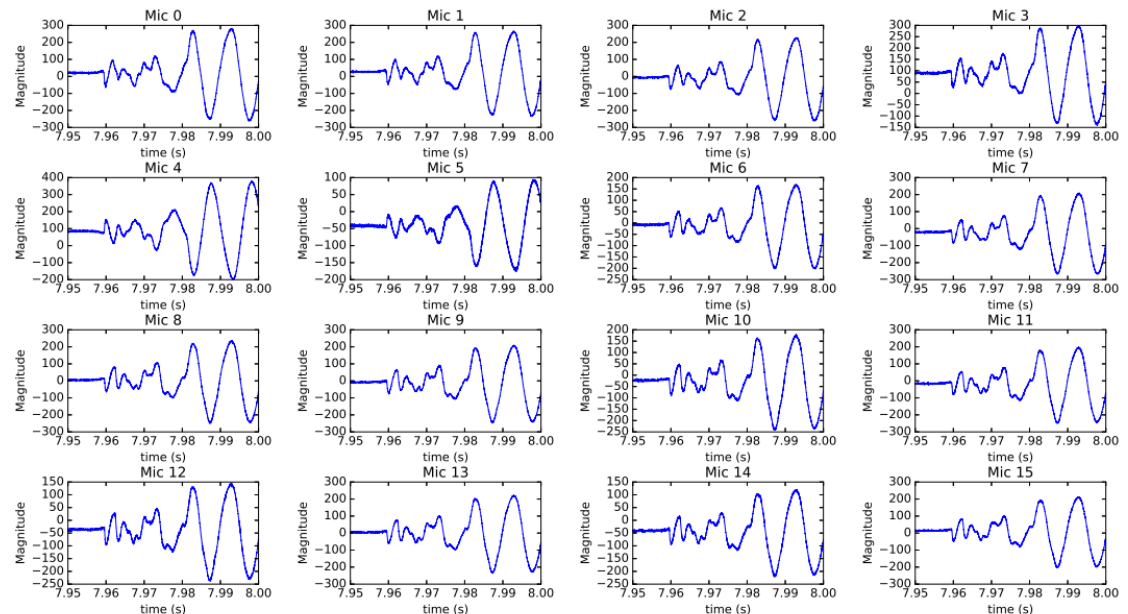 Mic 0 Mic 1 Mic 2 Mic 3
Magnitude 300 200 100 0 −100 −200 −300
7.95 7.96 7.97 7.98 7.99 8.00
time (s)
Magnitude 300 200 100 0 −100 −200 −300
7.95 7.96 7.97 7.98 7.99 8.00
time (s)
Magnitude 300 200 100 0 −100 −200 −300
7.95 7.96 7.97 7.98 7.99 8.00
time (s)
Magnitude 300 250 200 150 100 50 0 −50 −100 −150
7.95 7.96 7.97 7.98 7.99 8.00
time (s)
Mic 4 Mic 5 Mic 6 Mic 7
Magnitude 400 300 200 100 0 −100 −200
7.95 7.96 7.97 7.98 7.99 8.00
time (s)
Magnitude 100 50 0 −50 −100 −150 −200
7.95 7.96 7.97 7.98 7.99 8.00
time (s)
Magnitude 200 150 100 50 0 −50 −100 −150 −200 −250
7.95 7.96 7.97 7.98 7.99 8.00
time (s)
Magnitude 300 200 100 0 −100 −200 −300
7.95 7.96 7.97 7.98 7.99 8.00
time (s)
Mic 8 Mic 9 Mic 10 Mic 11
Magnitude 300 200 100 0 −100 −200 −300
7.95 7.96 7.97 7.98 7.99 8.00
time (s)
Magnitude 300 200 100 0 −100 −200 −300
7.95 7.96 7.97 7.98 7.99 8.00
time (s)
Magnitude 200 150 100 50 0 −50 −100 −150 −200 −250
7.95 7.96 7.97 7.98 7.99 8.00
time (s)
Magnitude 300 200 100 0 −100 −200 −300
7.95 7.96 7.97 7.98 7.99 8.00
time (s)
Mic 12 Mic 13 Mic 14 Mic 15
Magnitude 150 100 50 0 −50 −100 −150 −200 −250
7.95 7.96 7.97 7.98 7.99 8.00
time (s)
Magnitude 300 200 100 0 −100 −200 −300
7.95 7.96 7.97 7.98 7.99 8.00
time (s)
Magnitude 150 100 50 0 −50 −100 −150 −200 −250
7.95 7.96 7.97 7.98 7.99 8.00
time (s)
Magnitude 300 200 100 0 −100 −200 −300
7.95 7.96 7.97 7.98 7.99 8.00
time (s)